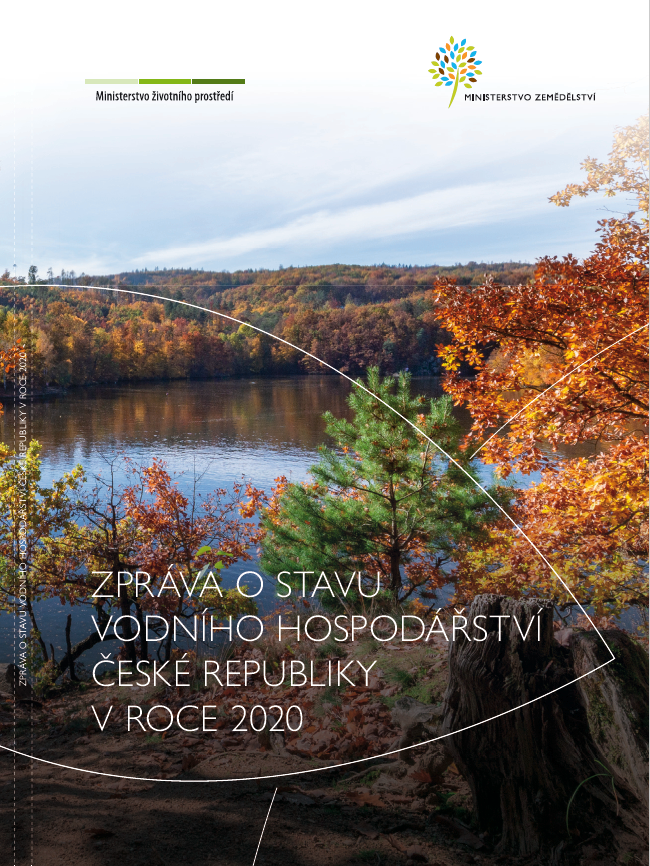 Ministerstvo životního prostředí
MINISTERSTVO ZEMĚDĚLSTVÍ
ZPRÁVA O STAVU VODNÍHO HOSPODÁŘSTVÍ ČESKÉ REPUBLIKY V ROCE 2020
ZPRÁVA O STAVU
VODNÍHO HOSPODÁŘSTVÍ
ČESKÉ REPUBLIKY
V ROCE 2020